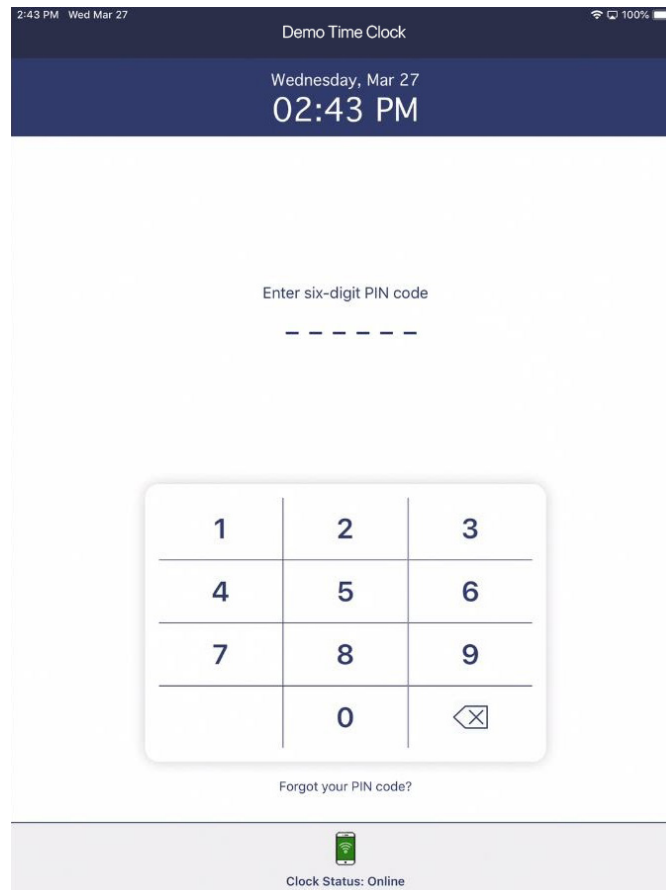 2:43 PM Wed Mar 27
100%
Demo Time Clock
Wednesday, Mar 27
02:43 PM
Enter six-digit PIN code
1 2 3
4 5 6
7 8 9
0
Forgot your PIN code?
Clock Status: Online